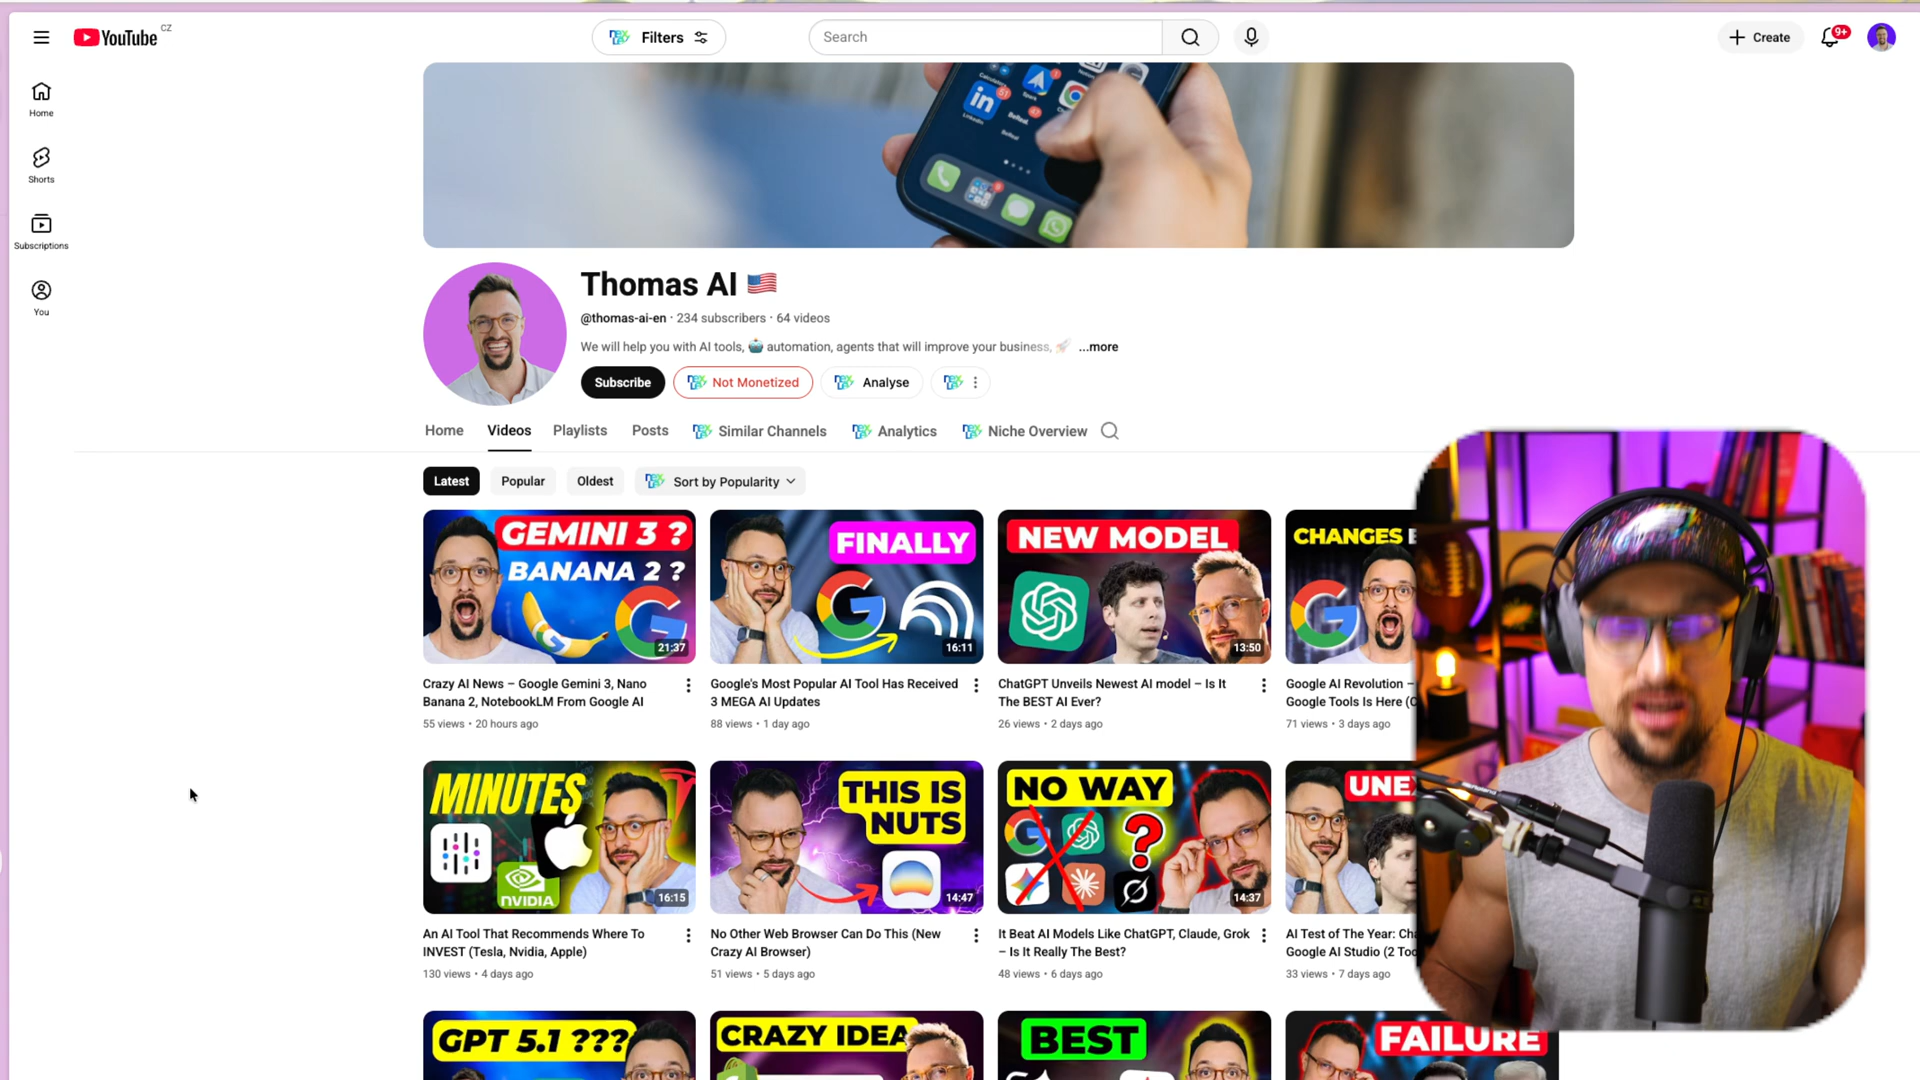 YouTube CZ
Filters
Search
Create
9+
Home
Shorts
Subscriptions
You
Thomas AI
@thomas-ai-en · 234 subscribers · 64 videos
We will help you with AI tools, 🤖 automation, agents that will improve your business, 🚀 ...more
Subscribe
Not Monetized
Analyse
Home
Videos
Playlists
Posts
Similar Channels
Analytics
Niche Overview
Latest
Popular
Oldest
Sort by Popularity
GEMINI 3 ?
BANANA 2 ?
21:37
FINALLY
16:11
NEW MODEL
13:50
CHANGES
Crazy AI News – Google Gemini 3, Nano
Banana 2, NotebookLM From Google AI
55 views • 20 hours ago
Google's Most Popular AI Tool Has Received
3 MEGA AI Updates
88 views • 1 day ago
ChatGPT Unveils Newest AI model – Is It
The BEST AI Ever?
26 views • 2 days ago
Google AI Revolution –
Google Tools Is Here
71 views • 3 days ago
MINUTES
NVIDIA
16:15
THIS IS
NUTS
14:47
NO WAY
?
14:37
UNE
An AI Tool That Recommends Where To
INVEST (Tesla, Nvidia, Apple)
130 views • 4 days ago
No Other Web Browser Can Do This (New
Crazy AI Browser)
51 views • 5 days ago
It Beat AI Models Like ChatGPT, Claude, Grok
– Is It Really The Best?
48 views • 6 days ago
AI Test of The Year:
Google AI Studio (2
33 views • 7 days ago
GPT 5.1 ???
CRAZY IDEA
BEST
FAILURE